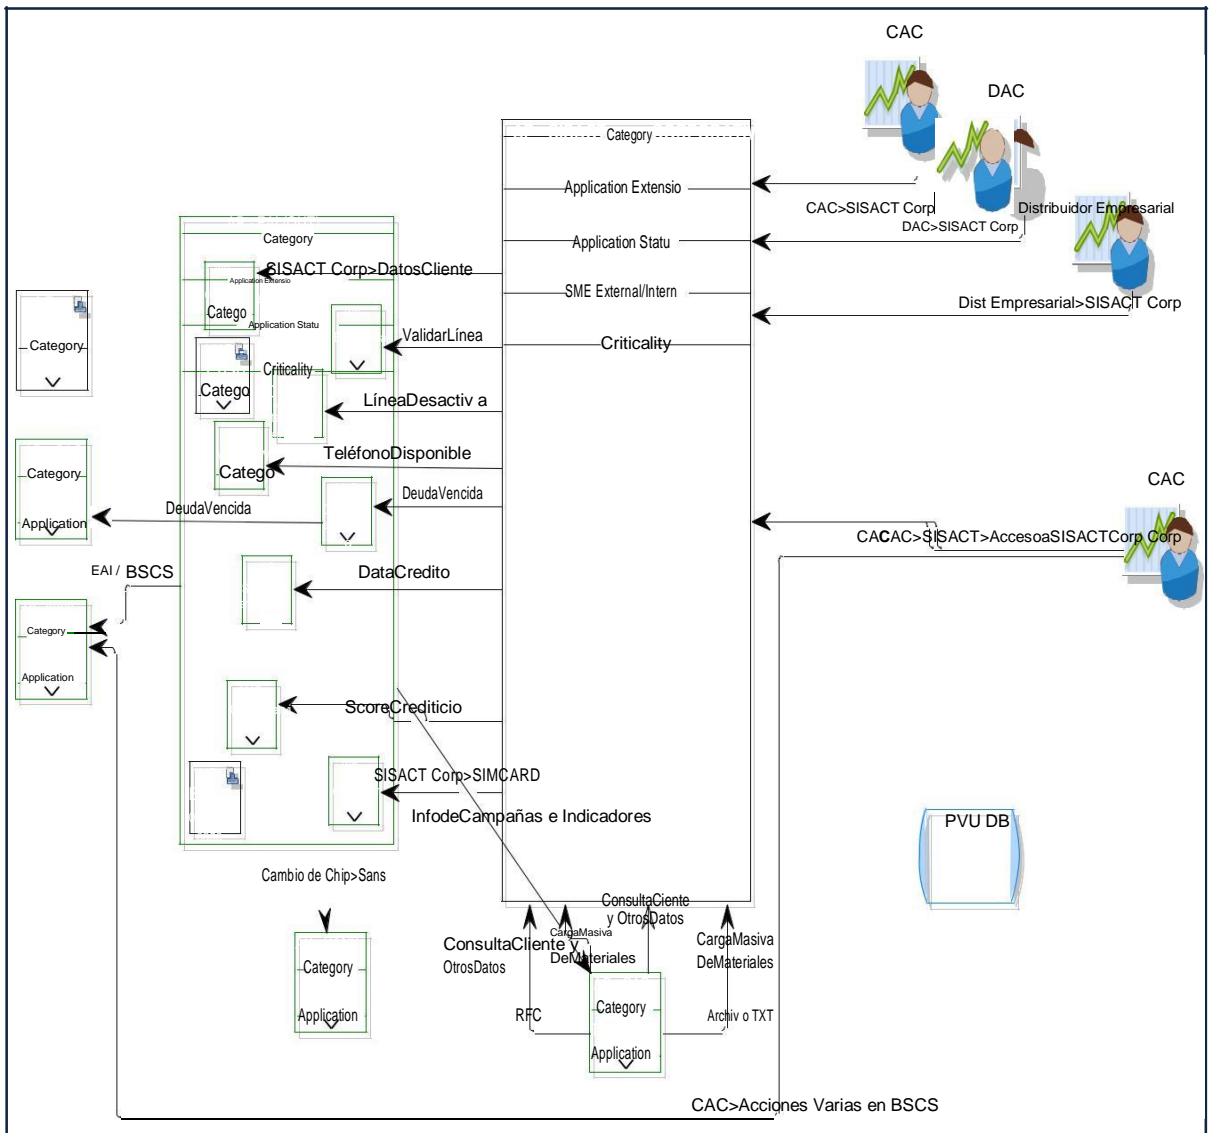 CAC
DAC
Category
Application Extensio
CAC>SISACT Corp
Distribuidor Empresarial
DAC>SISACT Corp
Category
Application Statu
SISACT Corp>DatosCliente
Application Extensio
SME External/Intern
Dist Empresarial>SISACT Corp
Catego
Application Statu
ValidarLínea
Criticality
Category
Criticality
Catego
LíneaDesactiv a
TeléfonoDisponible
Category
Catego
CAC
DeudaVencida
DeudaVencida
Application
CACAC>SISACT>AccesoaSISACTCorp Corp
EAI / BSCS
DataCredito
Category
Application
ScoreCrediticio
SISACT Corp>SIMCARD
InfodeCampañas e Indicadores
PVU DB
Cambio de Chip>Sans
ConsultaCiente
y OtrosDatos
CargaMasiva
DeMateriales
ConsultaCliente y
OtrosDatos
CargaMasiva
DeMateriales
Category
Application
RFC
Category
Archiv o TXT
Application
CAC>Acciones Varias en BSCS